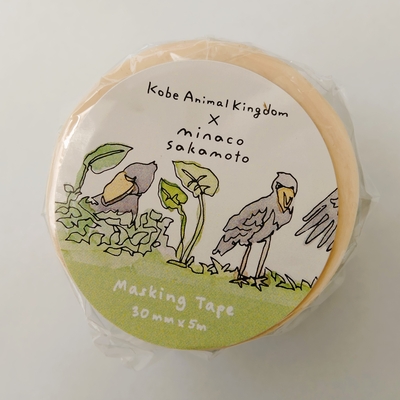 Kobe Animal Kingdom
×
minaco
sakamoto
Masking Tape
30mm×5m